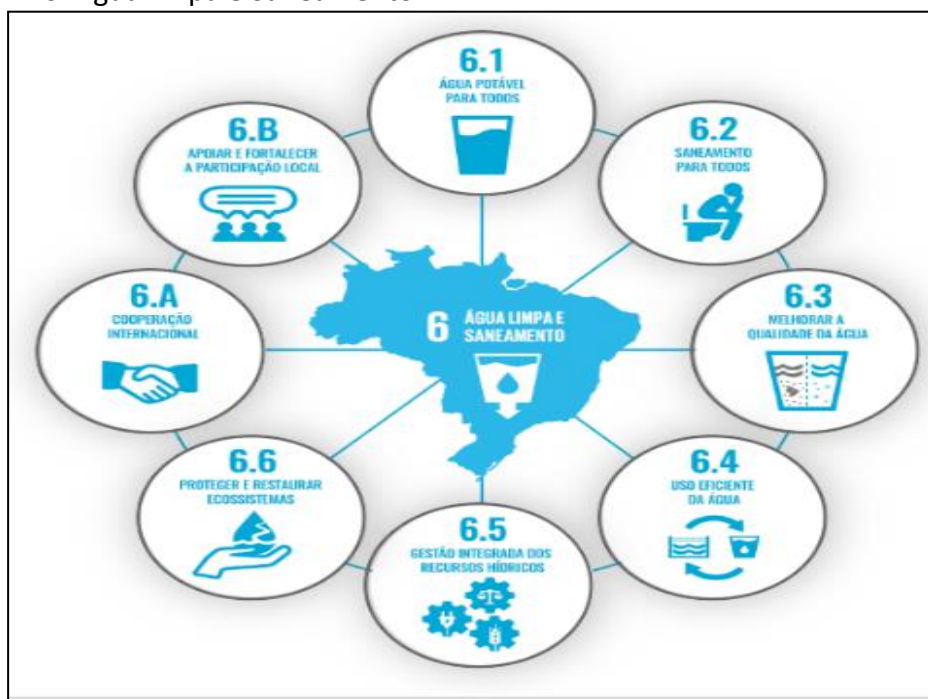 6.1
ÁGUA POTÁVEL
PARA TODOS
6.2
SANEAMENTO
PARA TODOS
6.3
MELHORAR A
QUALIDADE DA ÁGUA
6.4
USO EFICIENTE
DA ÁGUA
6.5
GESTÃO INTEGRADA DOS
RECURSOS HÍDRICOS
6.6
PROTEGER E RESTAURAR
ECOSSISTEMAS
6.A
COOPERAÇÃO
INTERNACIONAL
6.B
APOIAR E FORTALECER
A PARTICIPAÇÃO LOCAL
6 ÁGUA LIMPA E
SANEAMENTO